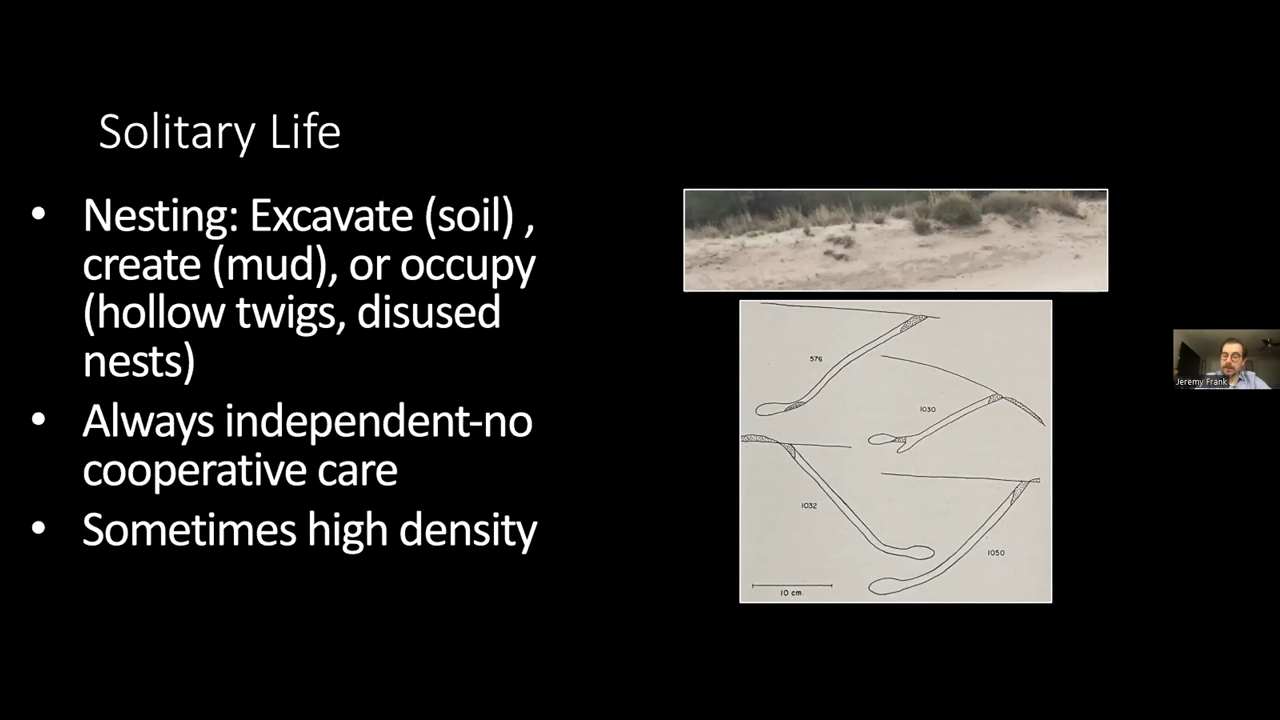 Solitary Life
• Nesting: Excavate (soil) ,
create (mud), or occupy
(hollow twigs, disused
nests)
• Always independent-no
cooperative care
• Sometimes high density
576
1030
1032
1050
10 cm.
Jeremy Frank